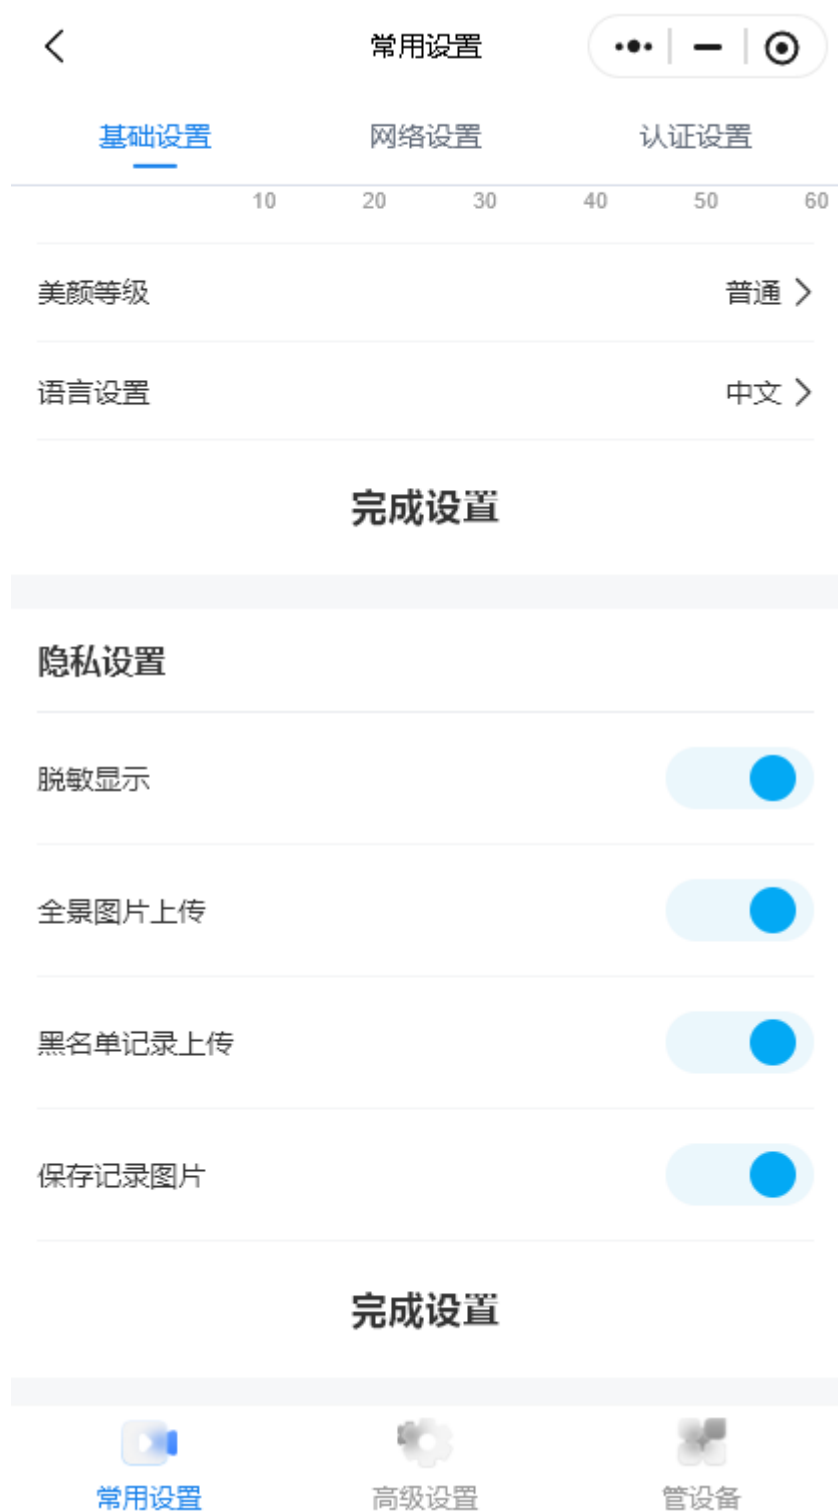 常用设置
基础设置 网络设置 认证设置
10 20 30 40 50 60
美颜等级 普通
语言设置 中文
完成设置
隐私设置
脱敏显示
全景图片上传
黑名单记录上传
保存记录图片
完成设置
常用设置 高级设置 管设备